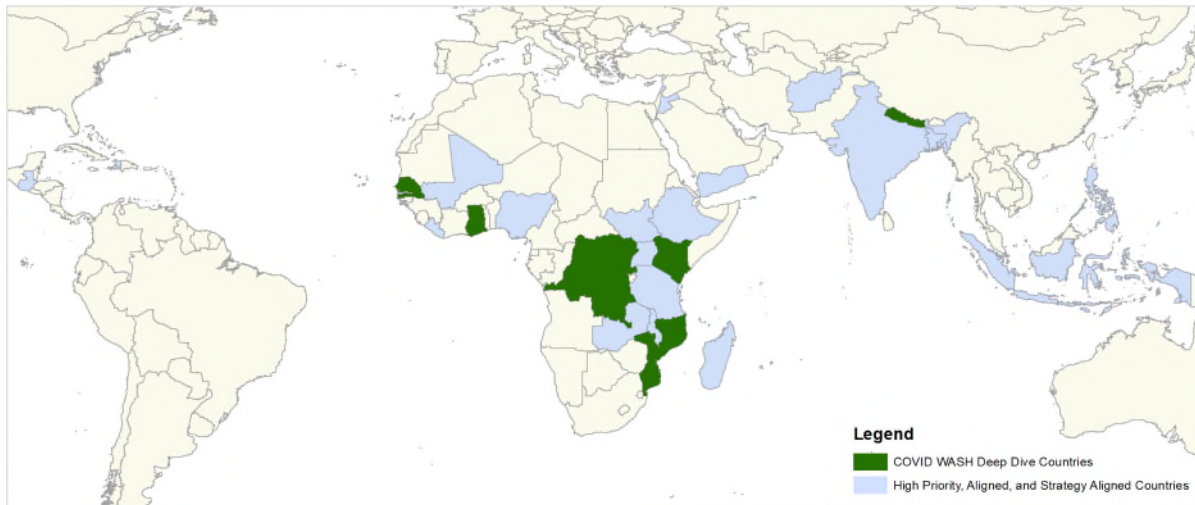 Legend
COVID WASH Deep Dive Countries
High Priority, Aligned, and Strategy Aligned Countries